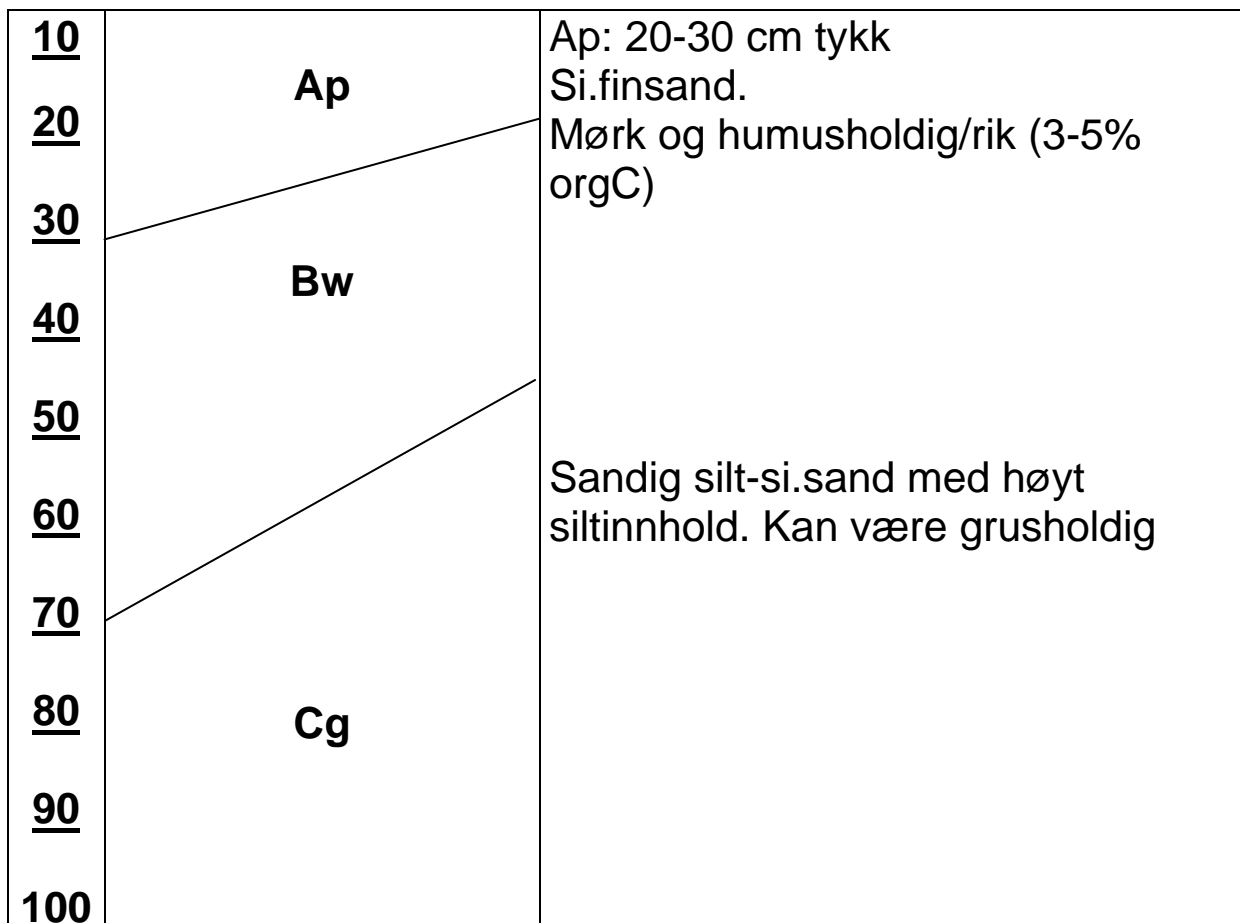 10
Ap
20
30
Bw
40
50
60
70
80
Cg
90
100
Ap: 20-30 cm tykk
Si.finsand.
Mørk og humusholdig/rik (3-5%
orgC)
Sandig silt-si.sand med høyt
siltinnhold. Kan være grusholdig